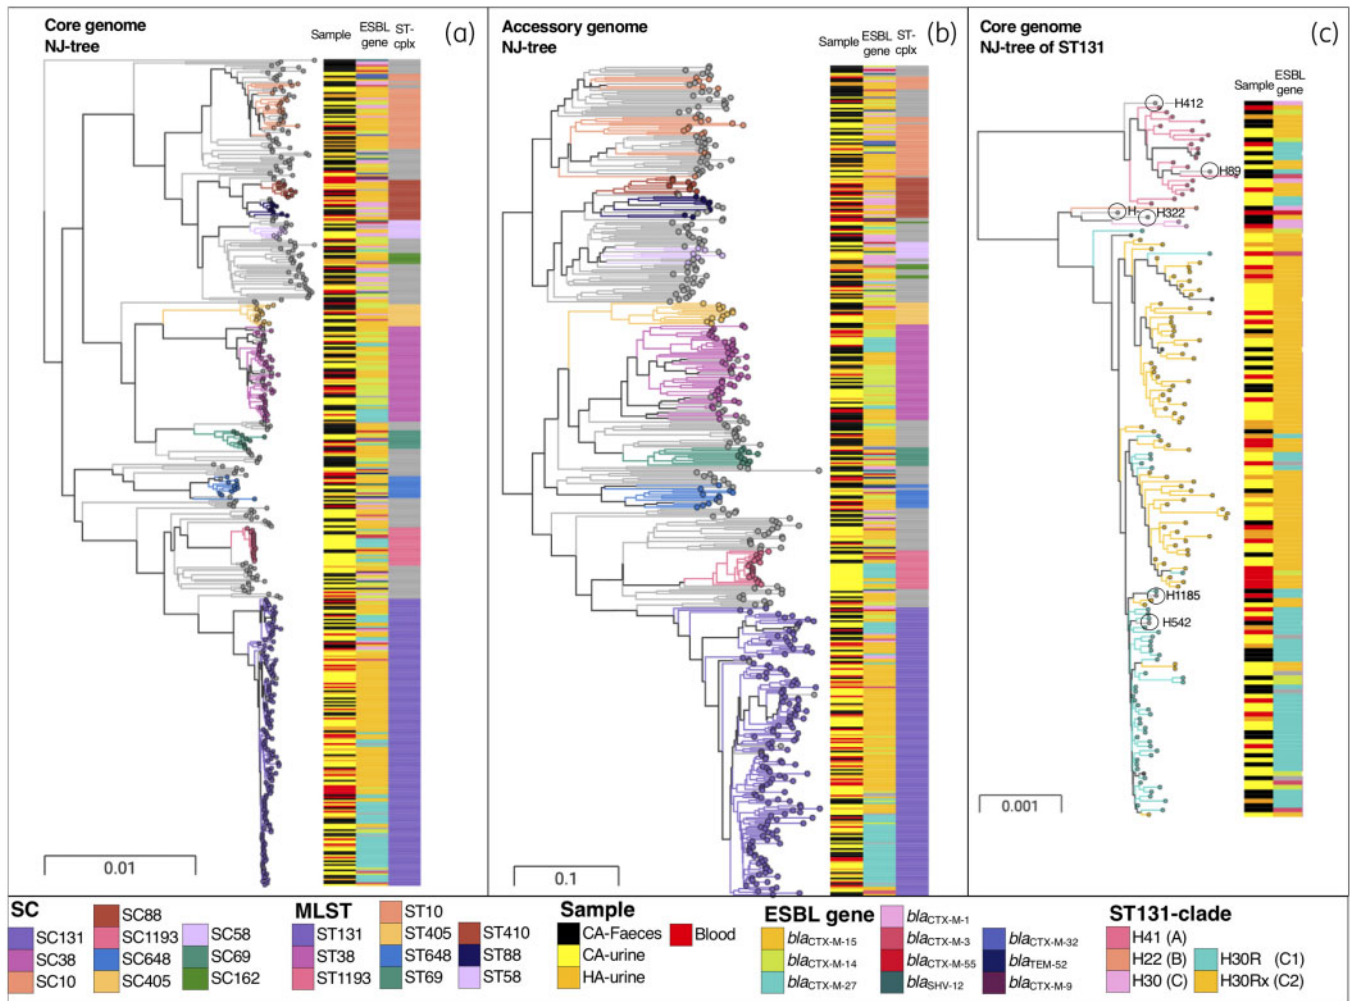 Core genome
NJ-tree
Sample
ESBL
gene
ST-
cplx
(a)
0.01
Accessory genome
NJ-tree
Sample
ESBL
gene
ST-
cplx
(b)
0.1
Core genome
NJ-tree of ST131
(c)
Sample
ESBL
gene
H412
H89
H-
H322
H1185
H542
0.001
SC
SC131
SC38
SC10
SC88
SC1193
SC648
SC405
SC58
SC69
SC162
MLST
ST131
ST38
ST1193
ST10
ST405
ST648
ST69
ST410
ST88
ST58
Sample
CA-Faeces
CA-urine
HA-urine
Blood
ESBL gene
blaCTX-M-15
blaCTX-M-14
blaCTX-M-27
blaCTX-M-1
blaCTX-M-3
blaCTX-M-55
blaSHV-12
blaCTX-M-32
blaTEM-52
blaCTX-M-9
ST131-clade
H41 (A)
H22 (B)
H30 (C)
H30R (C1)
H30Rx (C2)